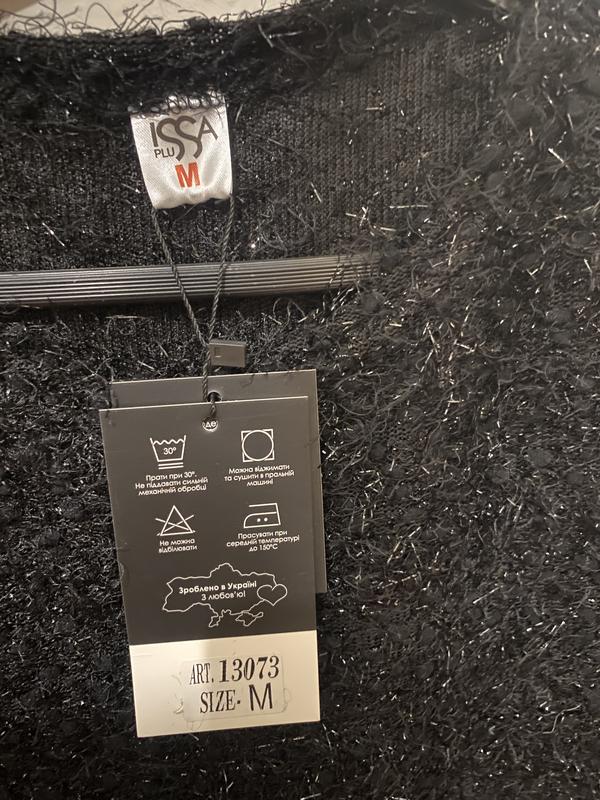 ISSA
PLUS
M
30°
Прати при 30°.
Не піддавати сильній
механічній обробці
Можна віджимати
та сушити в пральній
машині
Не можна
відбілювати
Прасувати при
середній температурі
до 150°C
Зроблено в Україні
З любов'ю!
ART. 13073
SIZE- M